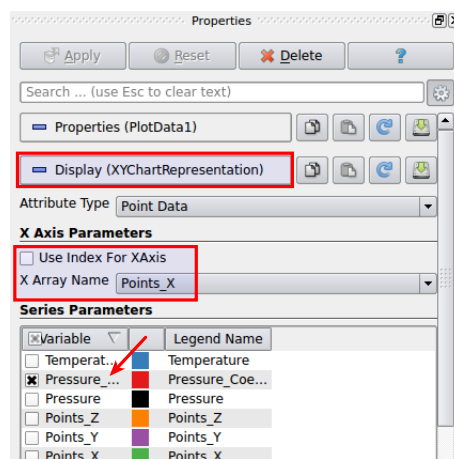 Properties
Apply Reset Delete ?
Search ... (use Esc to clear text)
Properties (PlotData1)
Display (XYChartRepresentation)
Attribute Type Point Data
X Axis Parameters
Use Index For XAxis
X Array Name Points_X
Series Parameters
Variable Legend Name
Temperat... Temperature
Pressure_... Pressure_Coe...
Pressure Pressure
Points_Z Points_Z
Points_Y Points_Y
Points_X Points_X